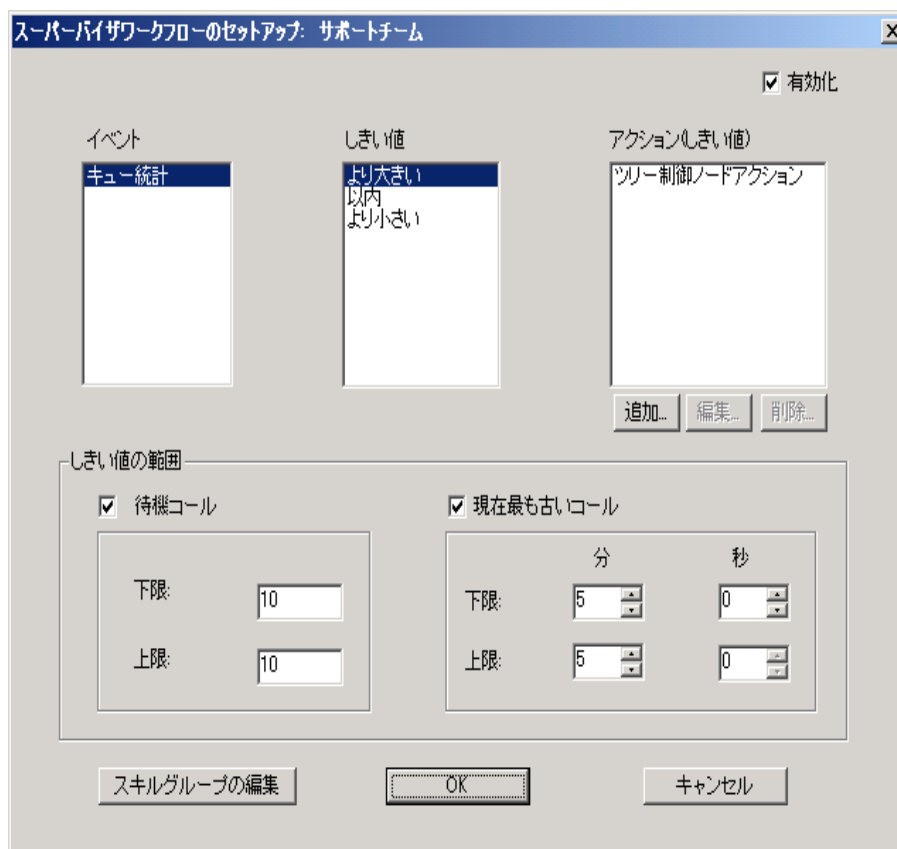 スーパーバイザワークフローのセットアップ: サポートチーム
有効化
イベント しきい値 アクション(しきい値)
キュー統計 より大きい ツリー制御ノードアクション
以内
より小さい
追加... 編集... 削除...
しきい値の範囲
待機コール 現在最も古いコール
分 秒
下限: 10 下限: 5 0
上限: 10 上限: 5 0
スキルグループの編集 OK キャンセル